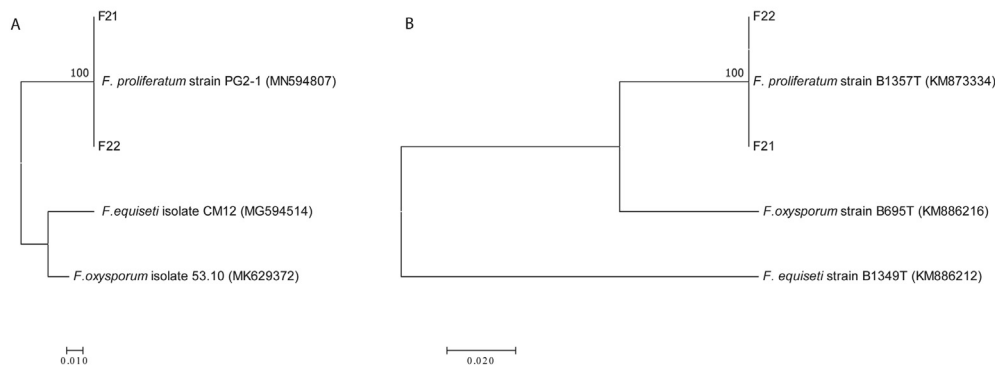 A
F21
100
F. proliferatum strain PG2-1 (MN594807)
F22
F.equiseti isolate CM12 (MG594514)
F.oxysporum isolate 53.10 (MK629372)
0.010
B
F22
100
F. proliferatum strain B1357T (KM873334)
F21
F.oxysporum strain B695T (KM886216)
F. equiseti strain B1349T (KM886212)
0.020